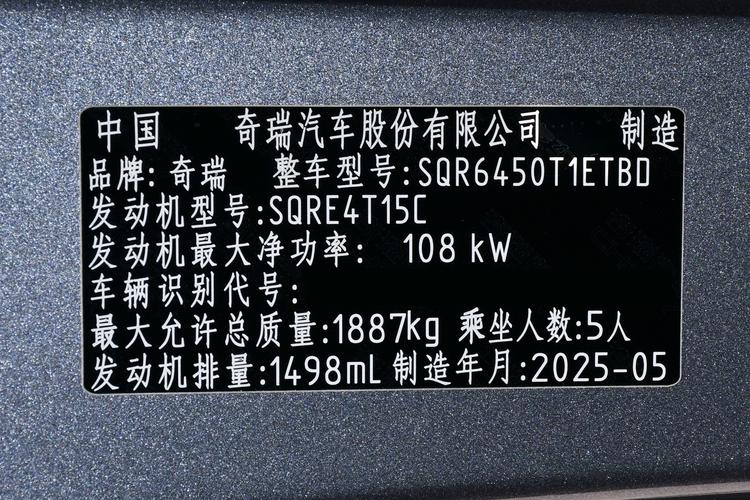 中国 奇瑞汽车股份有限公司 制造
品牌: 奇瑞 整车型号:SQR6450T1ETBD
发动机型号:SQRE4T15C
发动机最大净功率: 108 kW
车辆识别代号:
最大允许总质量:1887kg 乘坐人数:5人
发动机排量:1498mL 制造年月:2025-05